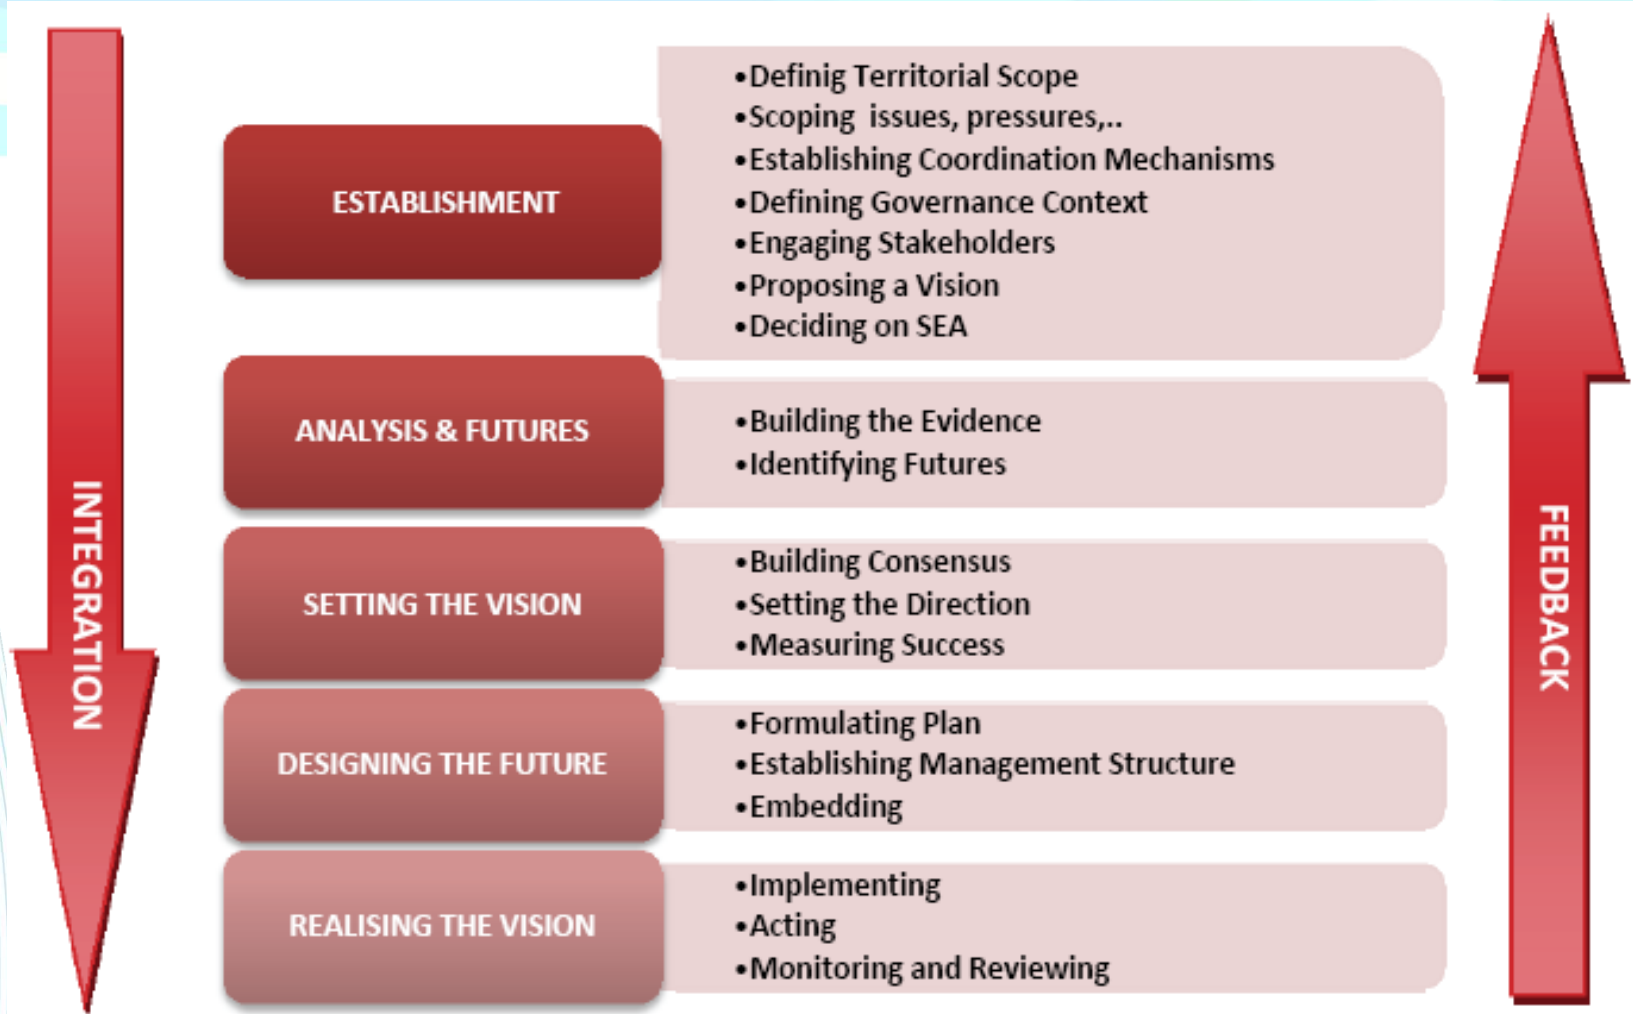 INTEGRATION
ESTABLISHMENT
•Definig Territorial Scope
•Scoping issues, pressures,..
•Establishing Coordination Mechanisms
•Defining Governance Context
•Engaging Stakeholders
•Proposing a Vision
•Deciding on SEA
ANALYSIS & FUTURES
•Building the Evidence
•Identifying Futures
SETTING THE VISION
•Building Consensus
•Setting the Direction
•Measuring Success
DESIGNING THE FUTURE
•Formulating Plan
•Establishing Management Structure
•Embedding
REALISING THE VISION
•Implementing
•Acting
•Monitoring and Reviewing
FEEDBACK